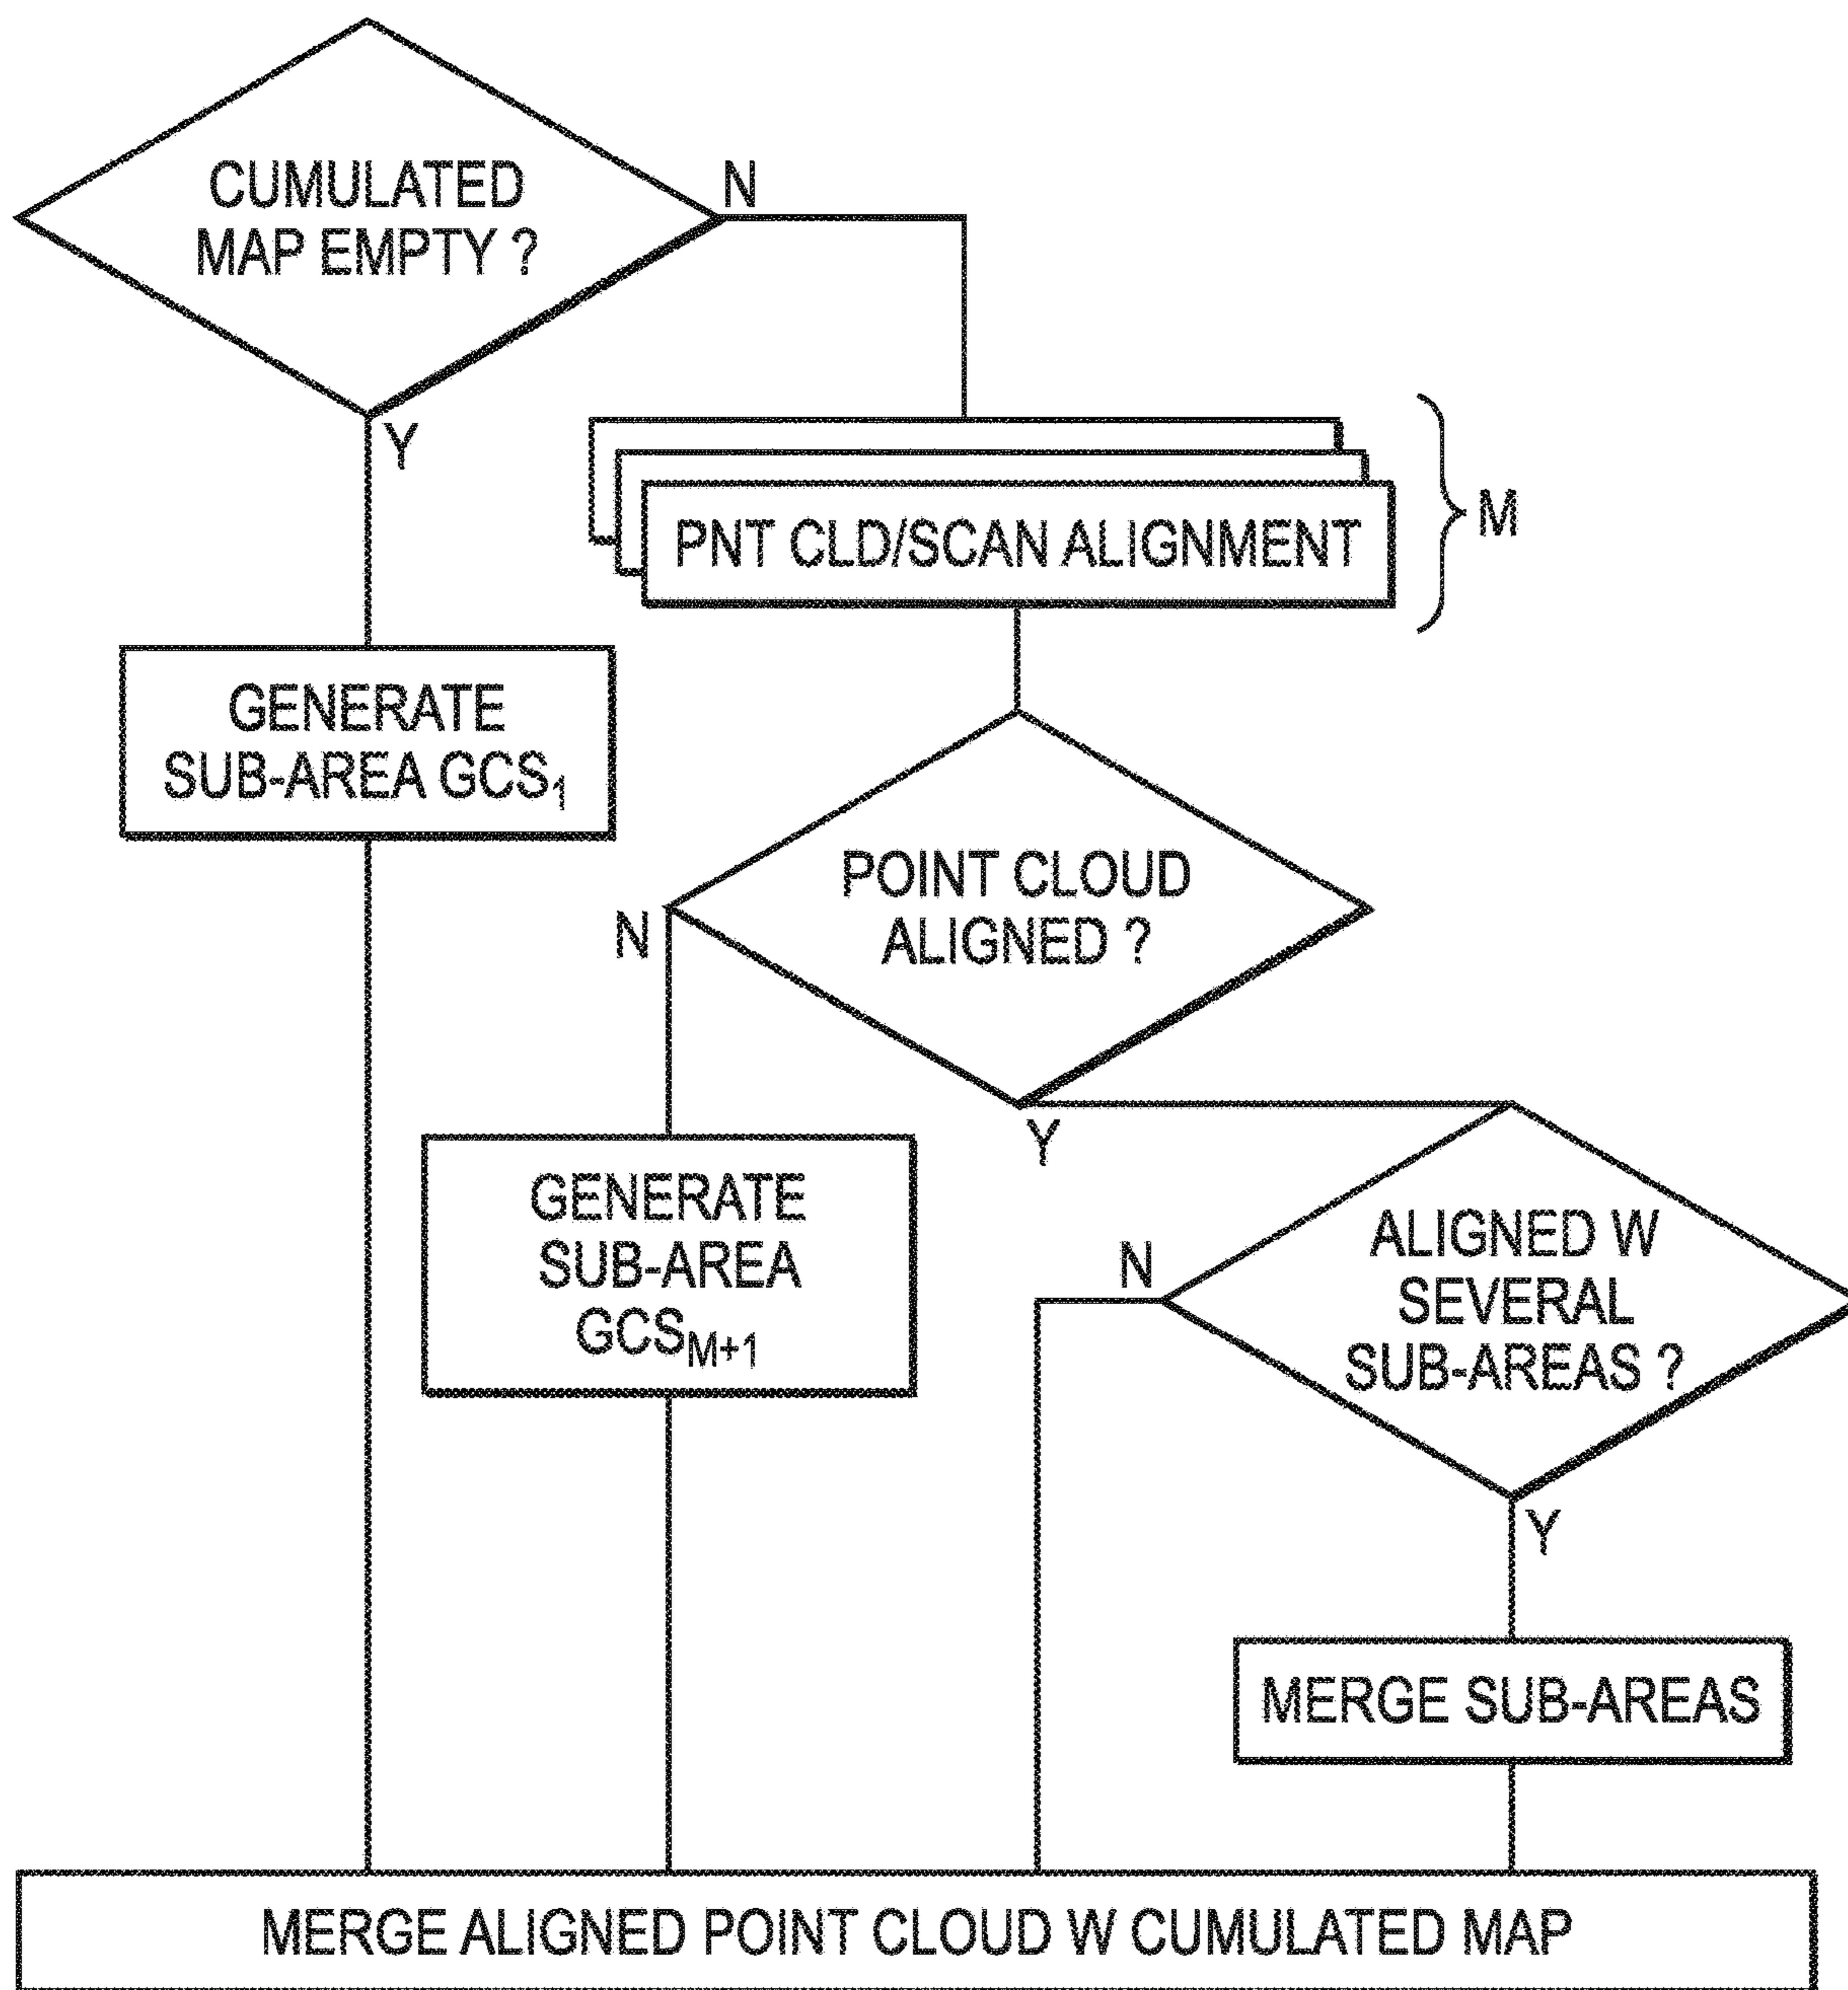 CUMULATED
MAP EMPTY ?
N
Y
PNT CLD/SCAN ALIGNMENT
M
GENERATE
SUB-AREA GCS₁
POINT CLOUD
ALIGNED ?
N
Y
GENERATE
SUB-AREA
GCSM+1
ALIGNED W
SEVERAL
SUB-AREAS ?
N
Y
MERGE SUB-AREAS
MERGE ALIGNED POINT CLOUD W CUMULATED MAP